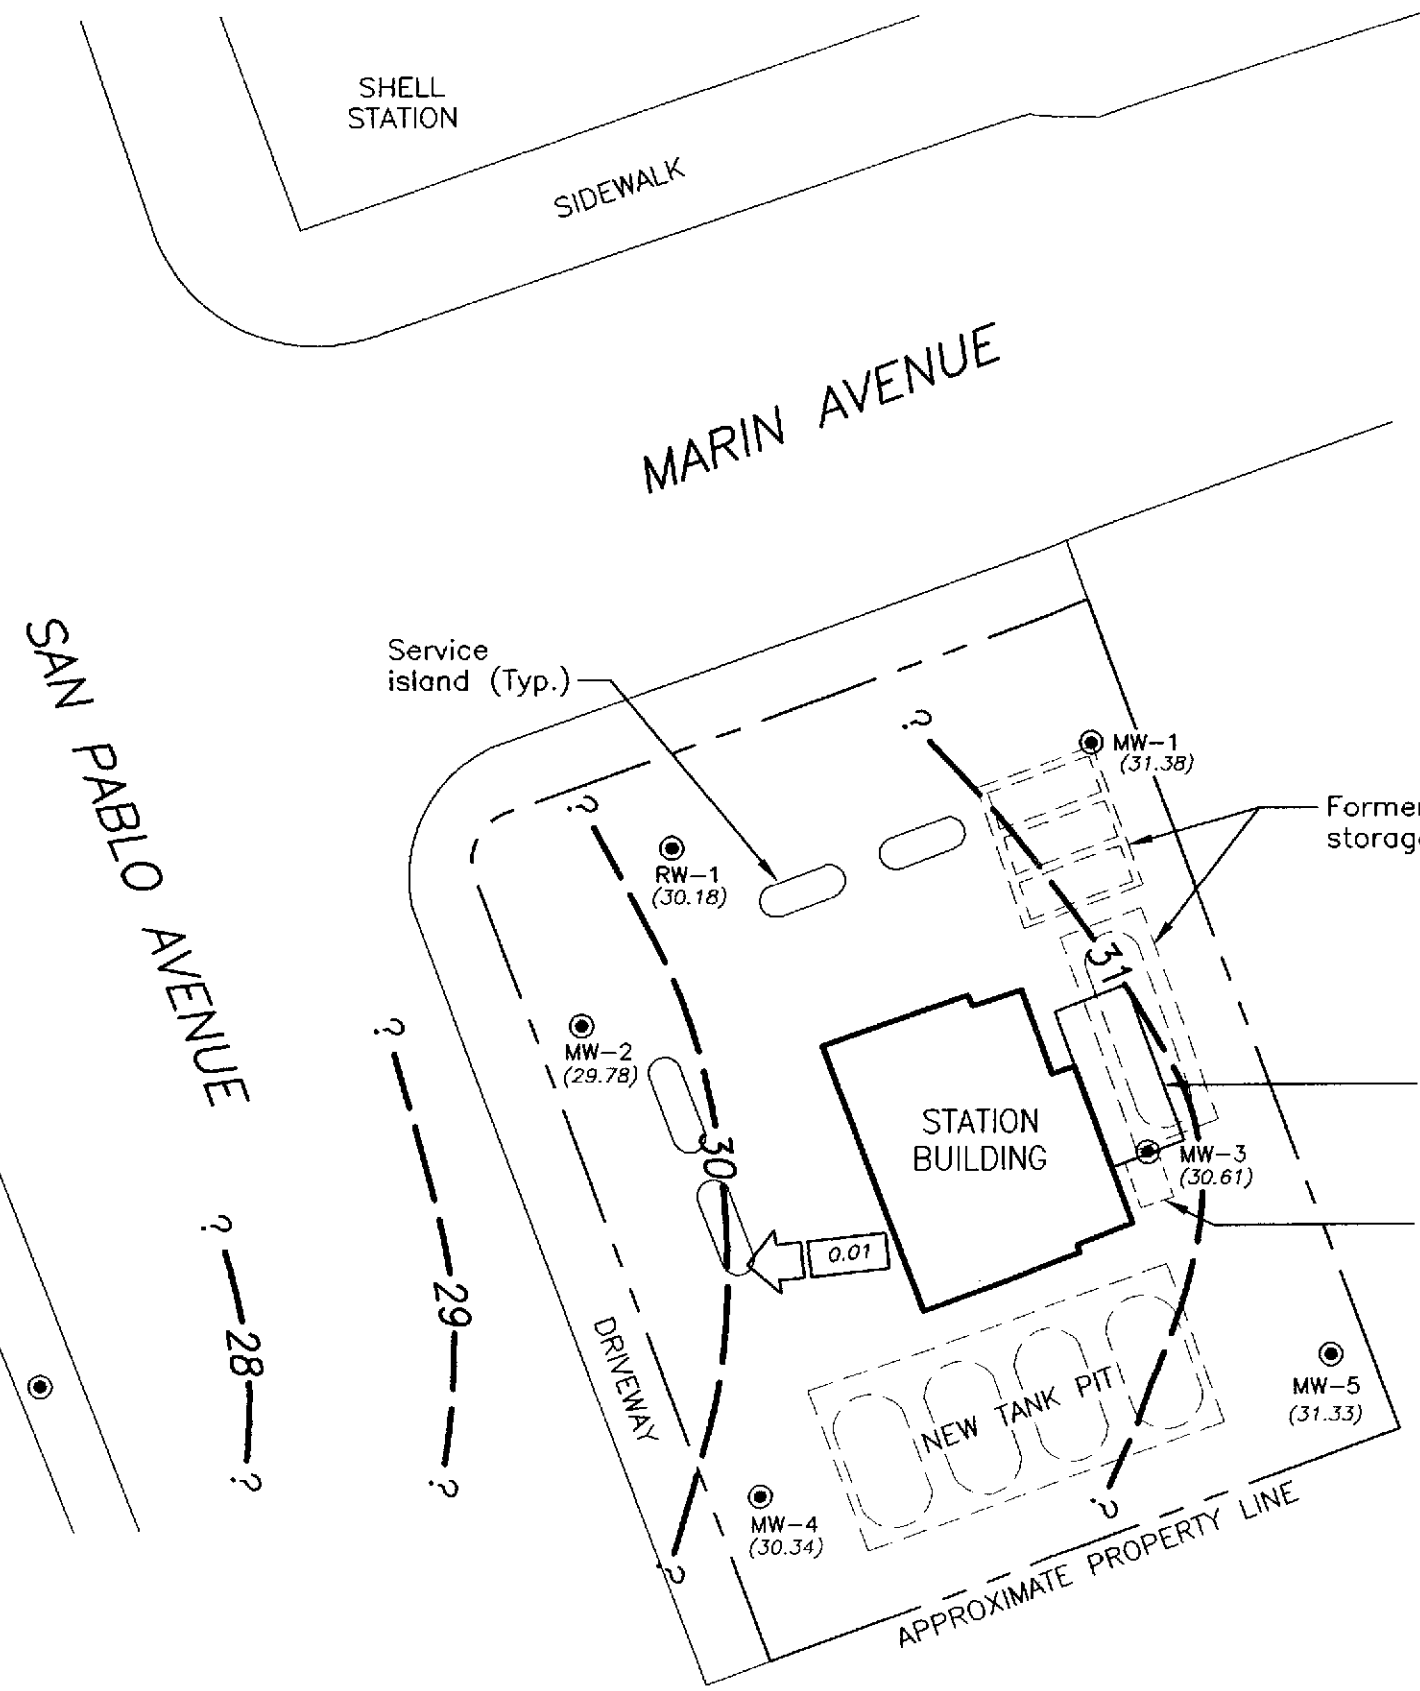 SHELL
STATION
SIDEWALK
MARIN AVENUE
SAN PABLO AVENUE
Service
island (Typ.)
?
MW-1
(31.38)
?
Former
storage
RW-1
(30.18)
31
?
MW-2
(29.78)
STATION
BUILDING
30
MW-3
(30.61)
?
0.01
29
28
DRIVEWAY
NEW TANK PIT
MW-5
(31.33)
?
?
?
MW-4
(30.34)
?
APPROXIMATE PROPERTY LINE